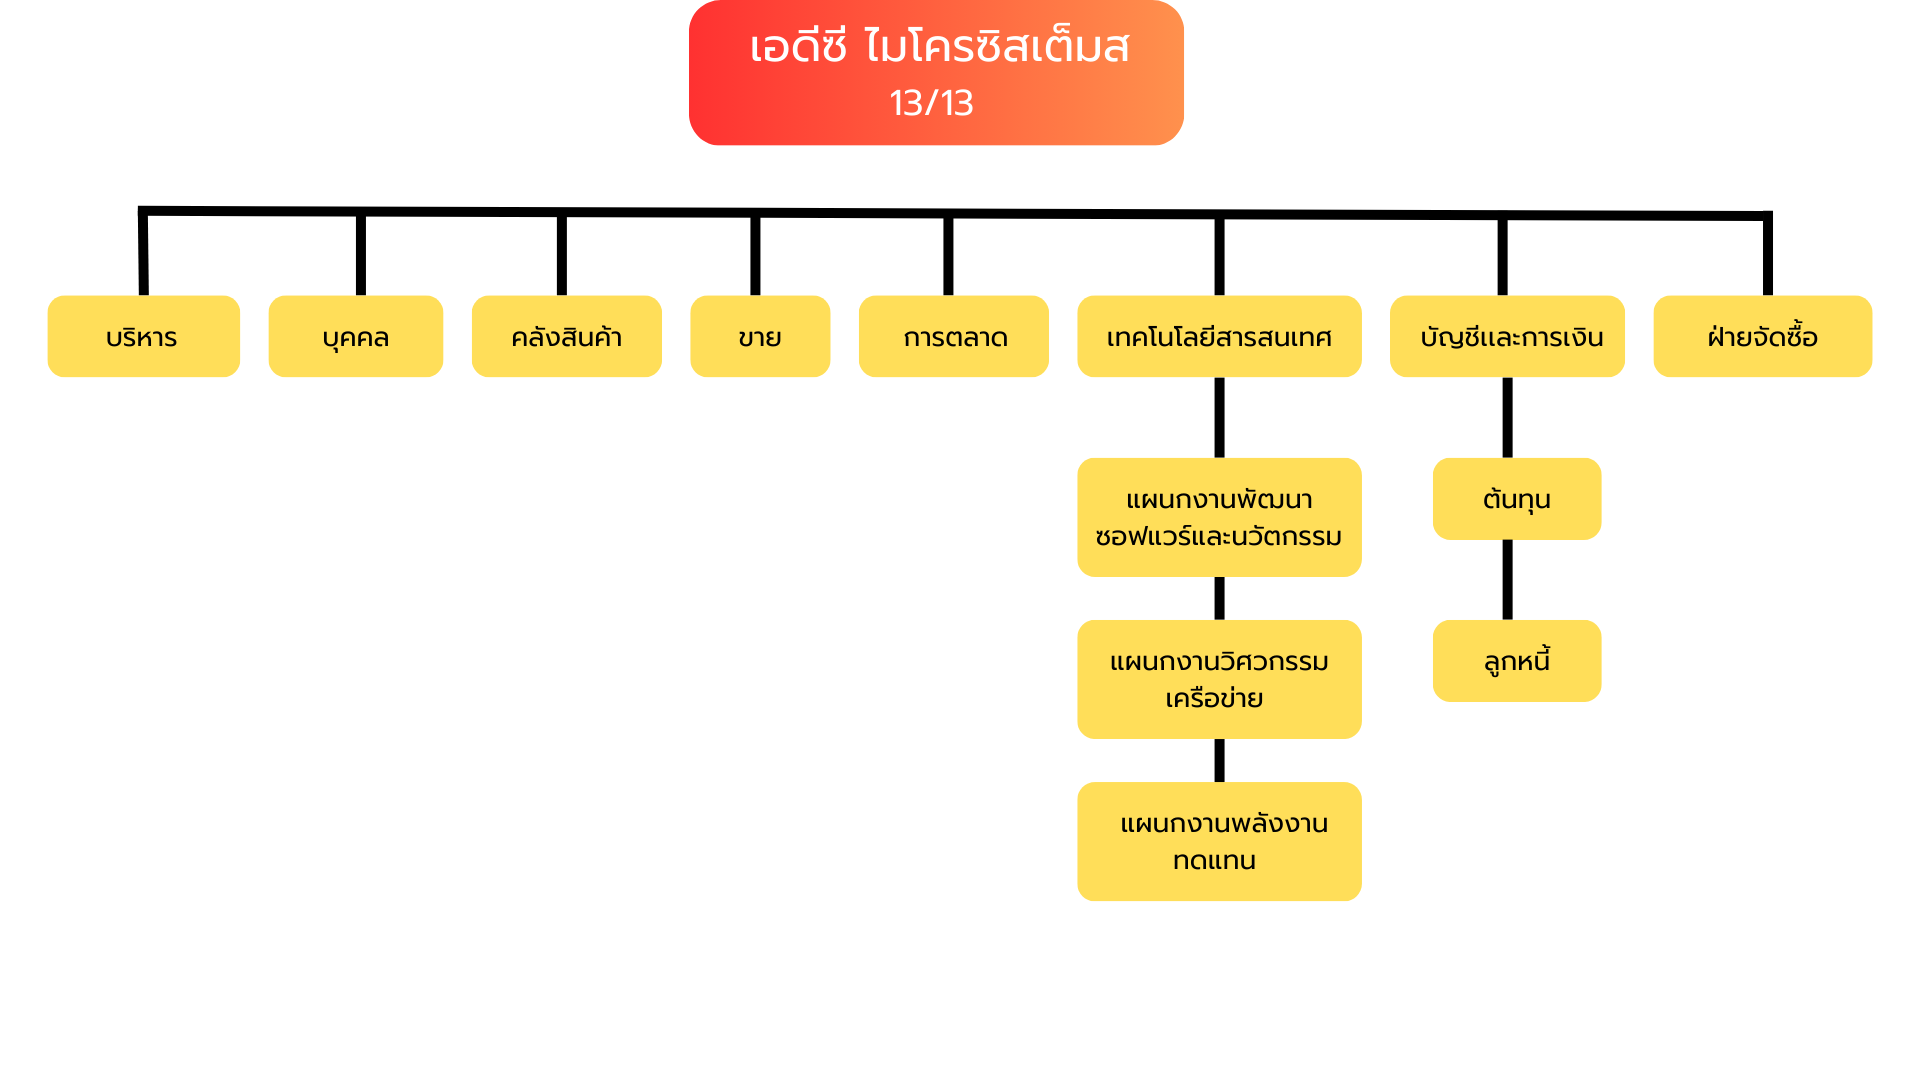 เอดีซี ไมโครซิสเต็มส
13/13
บริหาร
บุคคล
คลังสินค้า
ขาย
การตลาด
เทคโนโลยีสารสนเทศ
บัญชีและการเงิน
ฝ่ายจัดซื้อ
แผนกงานพัฒนา
ซอฟแวร์และนวัตกรรม
ต้นทุน
แผนกงานวิศวกรรม
เครือข่าย
ลูกหนี้
แผนกงานพลังงาน
ทดแทน